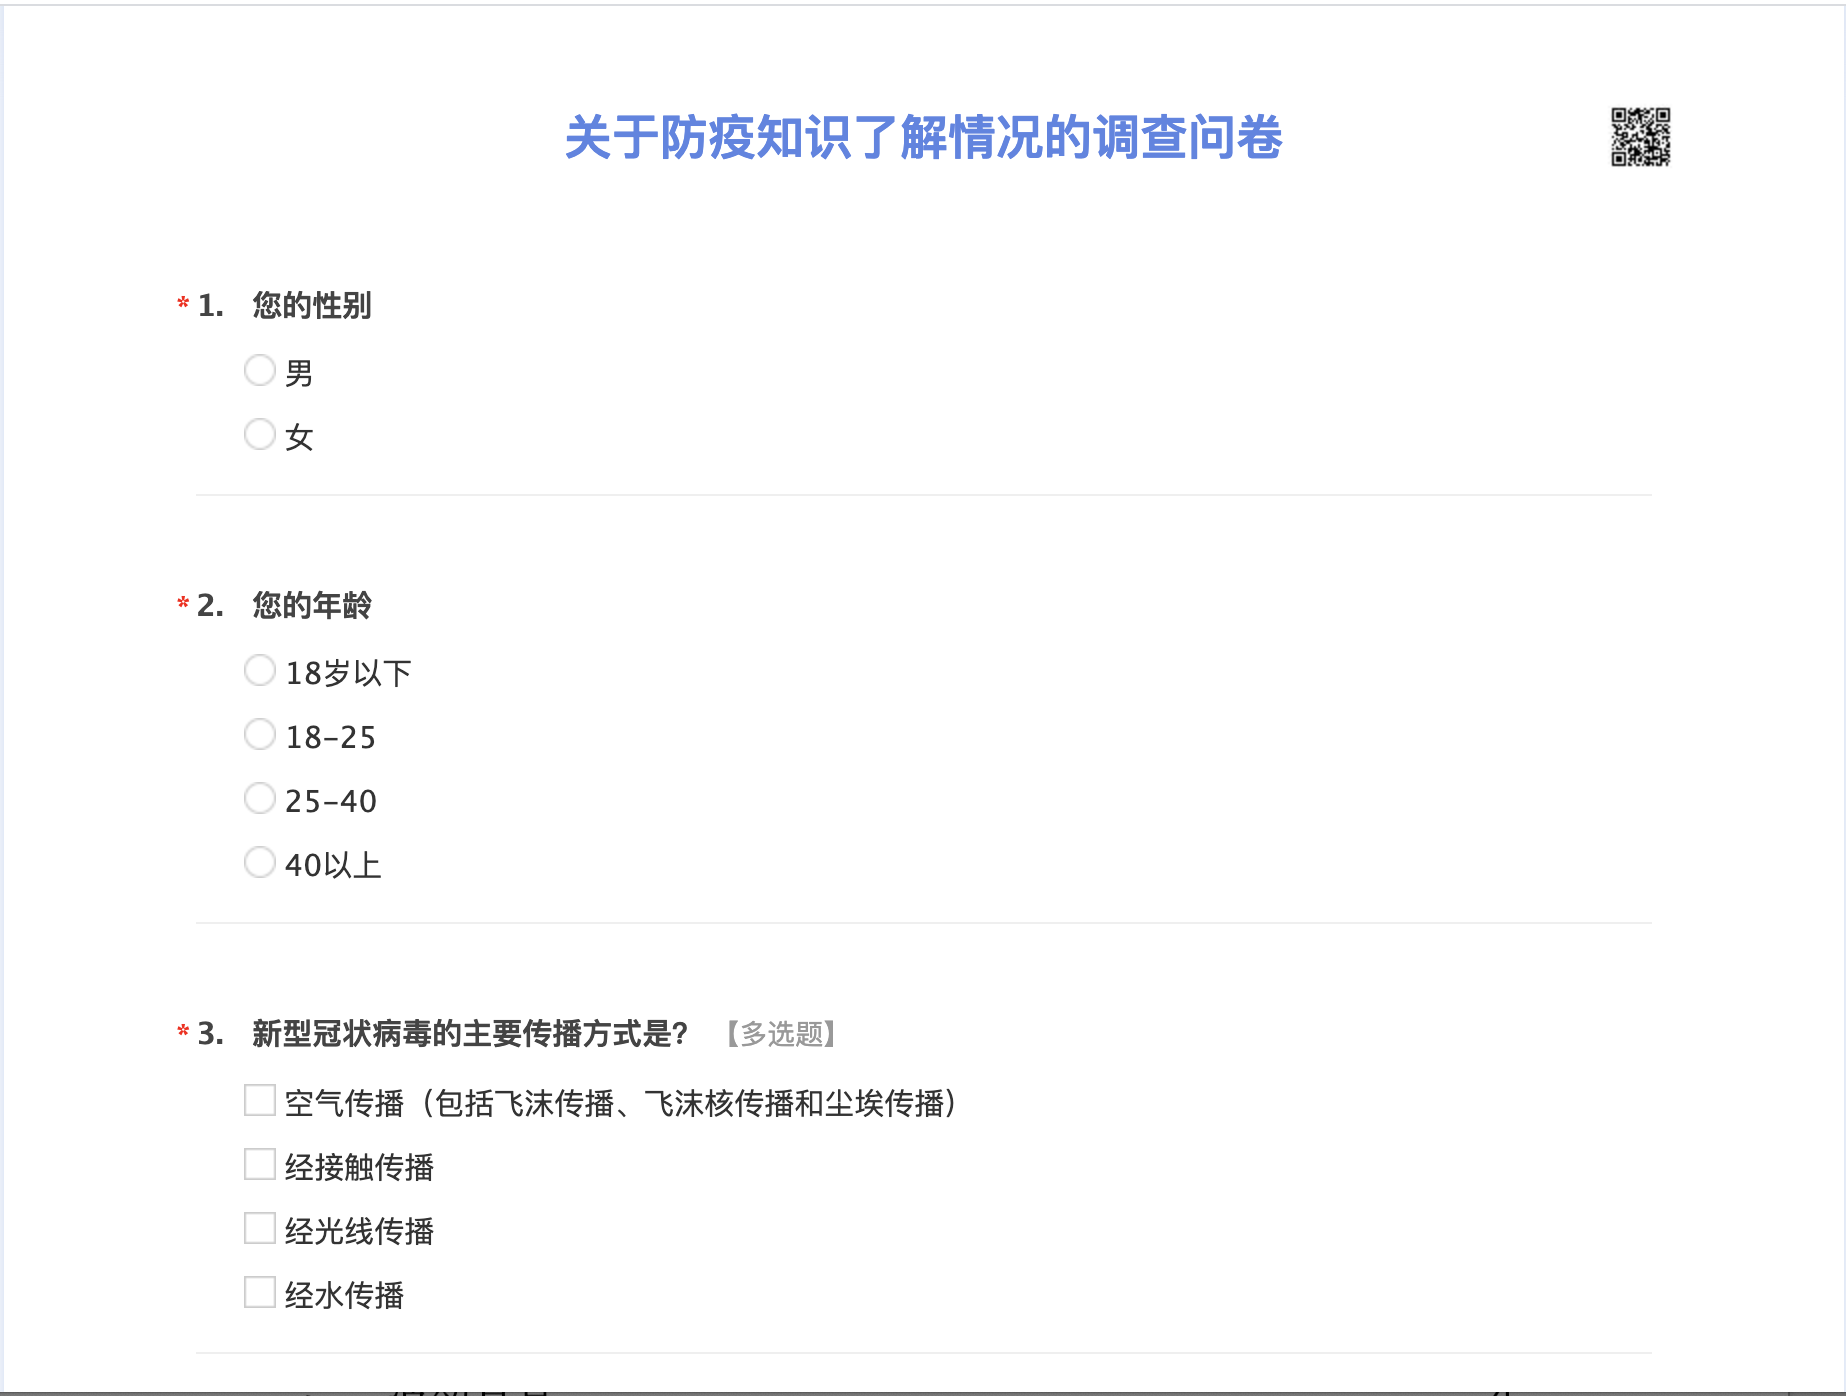 关于防疫知识了解情况的调查问卷
* 1. 您的性别
男
女
* 2. 您的年龄
18岁以下
18-25
25-40
40以上
* 3. 新型冠状病毒的主要传播方式是? 【多选题】
空气传播（包括飞沫传播、飞沫核传播和尘埃传播）
经接触传播
经光线传播
经水传播